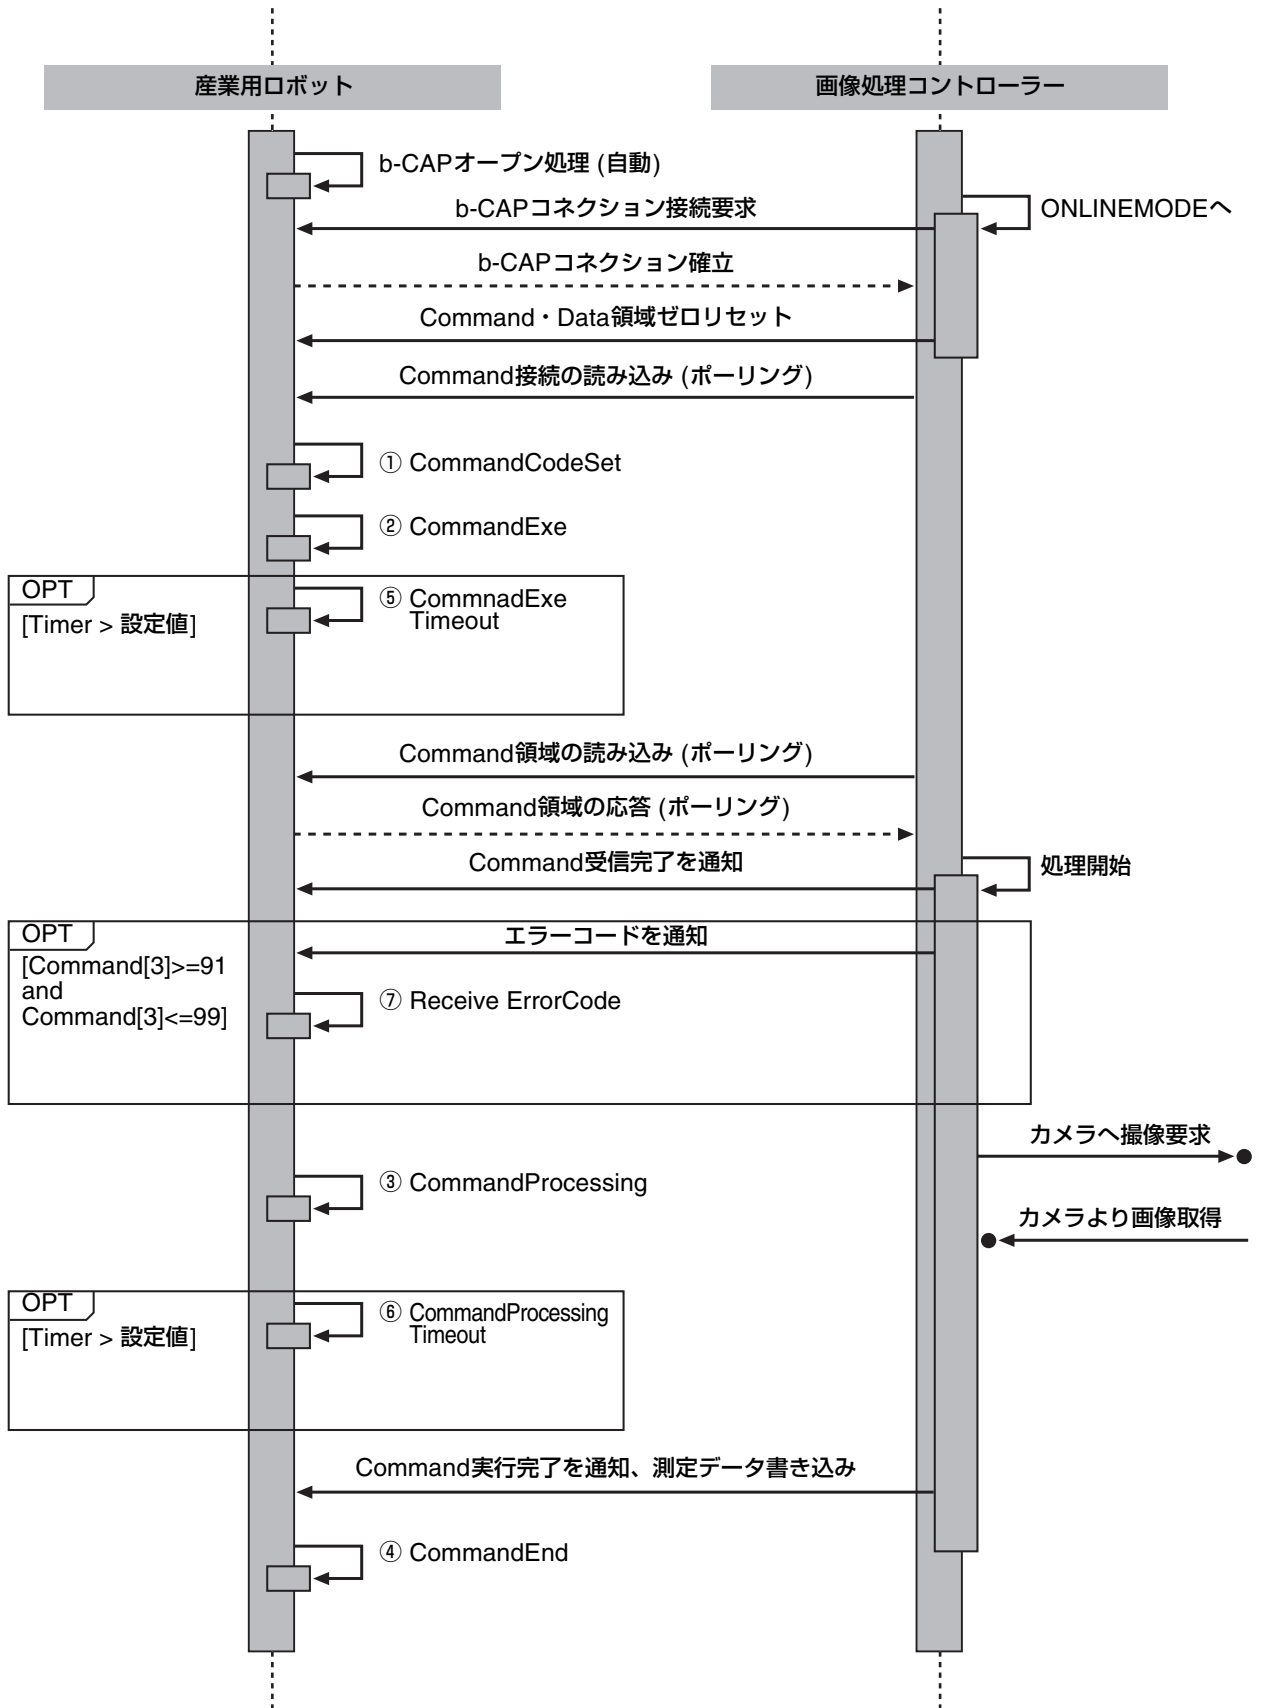 産業用ロボット
画像処理コントローラー
b-CAPオープン処理 (自動)
b-CAPコネクション接続要求
ONLINEMODEへ
b-CAPコネクション確立
Command・Data領域ゼロリセット
Command接続の読み込み (ポーリング)
① CommandCodeSet
② CommandExe
OPT
[Timer > 設定値]
⑤ CommnadExe
Timeout
Command領域の読み込み (ポーリング)
Command領域の応答 (ポーリング)
Command受信完了を通知
処理開始
OPT
[Command[3]>=91
and
Command[3]<=99]
エラーコードを通知
⑦ Receive ErrorCode
カメラへ撮像要求
③ CommandProcessing
カメラより画像取得
OPT
[Timer > 設定値]
⑥ CommandProcessing
Timeout
Command実行完了を通知、測定データ書き込み
④ CommandEnd